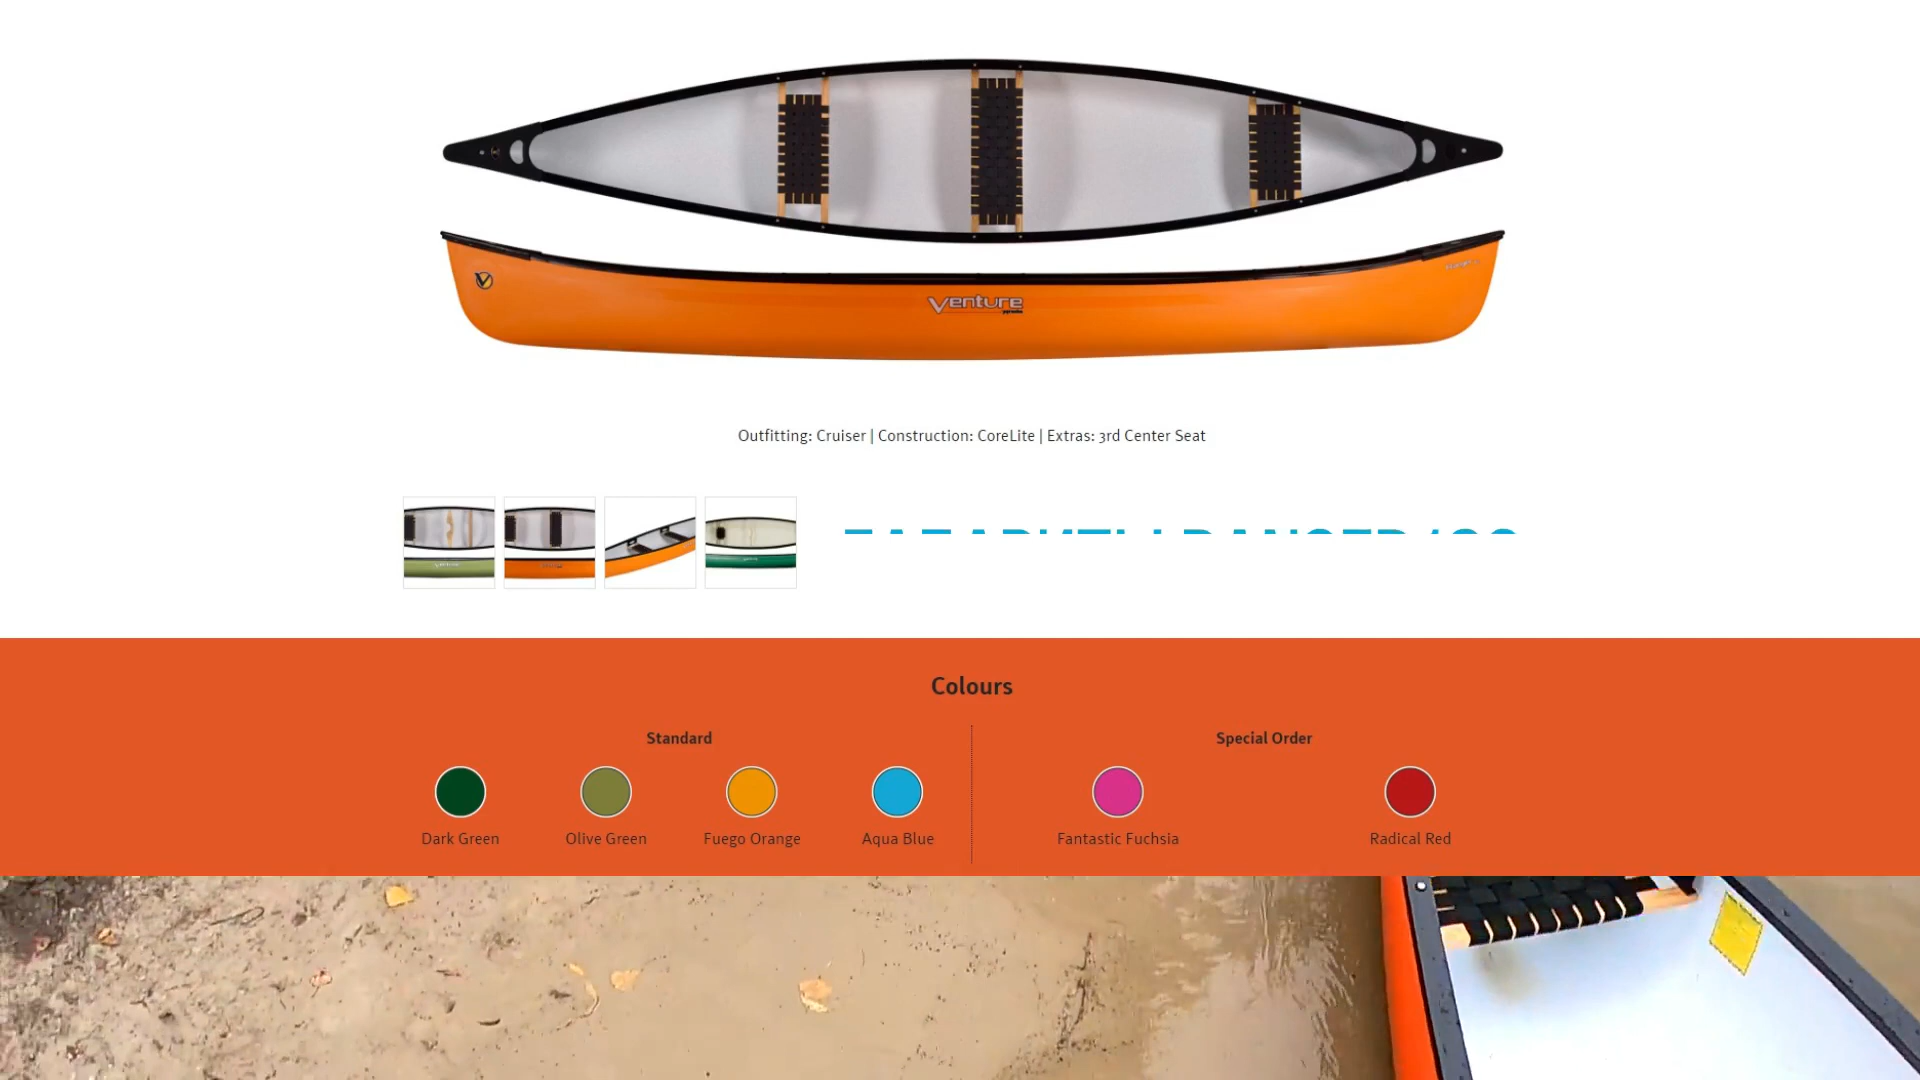 Venture
Outfitting: Cruiser | Construction: CoreLite | Extras: 3rd Center Seat
Colours
Standard
Special Order
Dark Green
Olive Green
Fuego Orange
Aqua Blue
Fantastic Fuchsia
Radical Red